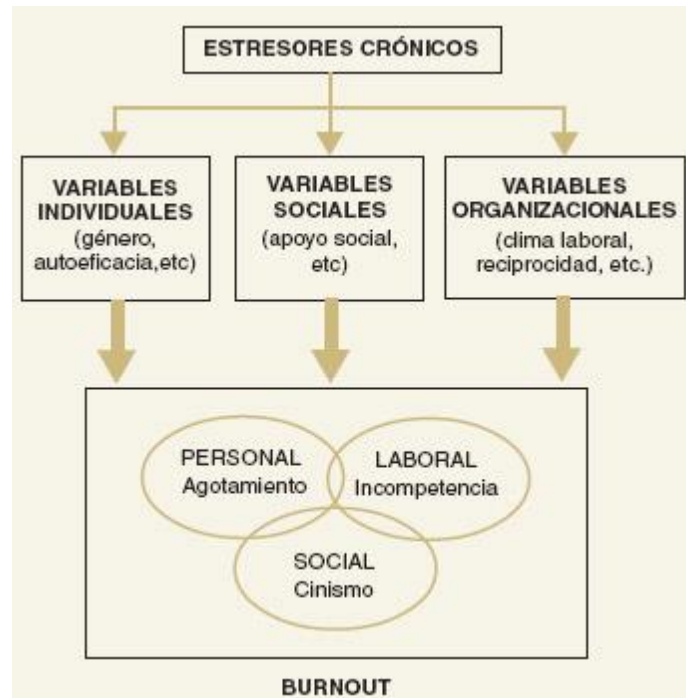 ESTRESORES CRÓNICOS
VARIABLES
INDIVIDUALES
(género,
autoeficacia,etc)
VARIABLES
SOCIALES
(apoyo social,
etc)
VARIABLES
ORGANIZACIONALES
(clima laboral,
reciprocidad, etc.)
PERSONAL
Agotamiento
LABORAL
Incompetencia
SOCIAL
Cinismo
BURNOUT